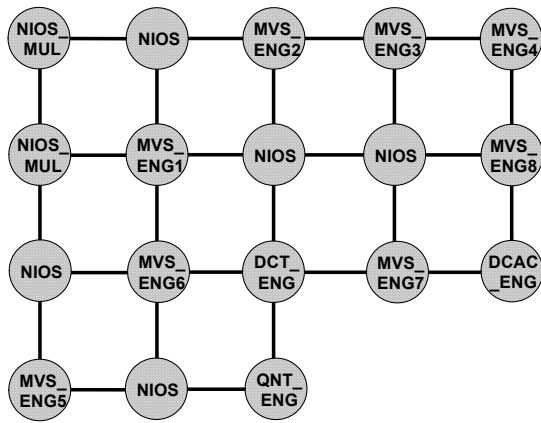 NIOS_
MUL
NIOS
MVS_
ENG2
MVS_
ENG3
MVS_
ENG4
NIOS_
MUL
MVS_
ENG1
NIOS
NIOS
MVS_
ENG8
NIOS
MVS_
ENG6
DCT_
ENG
MVS_
ENG7
DCAC
_ENG
MVS_
ENG5
NIOS
QNT_
ENG